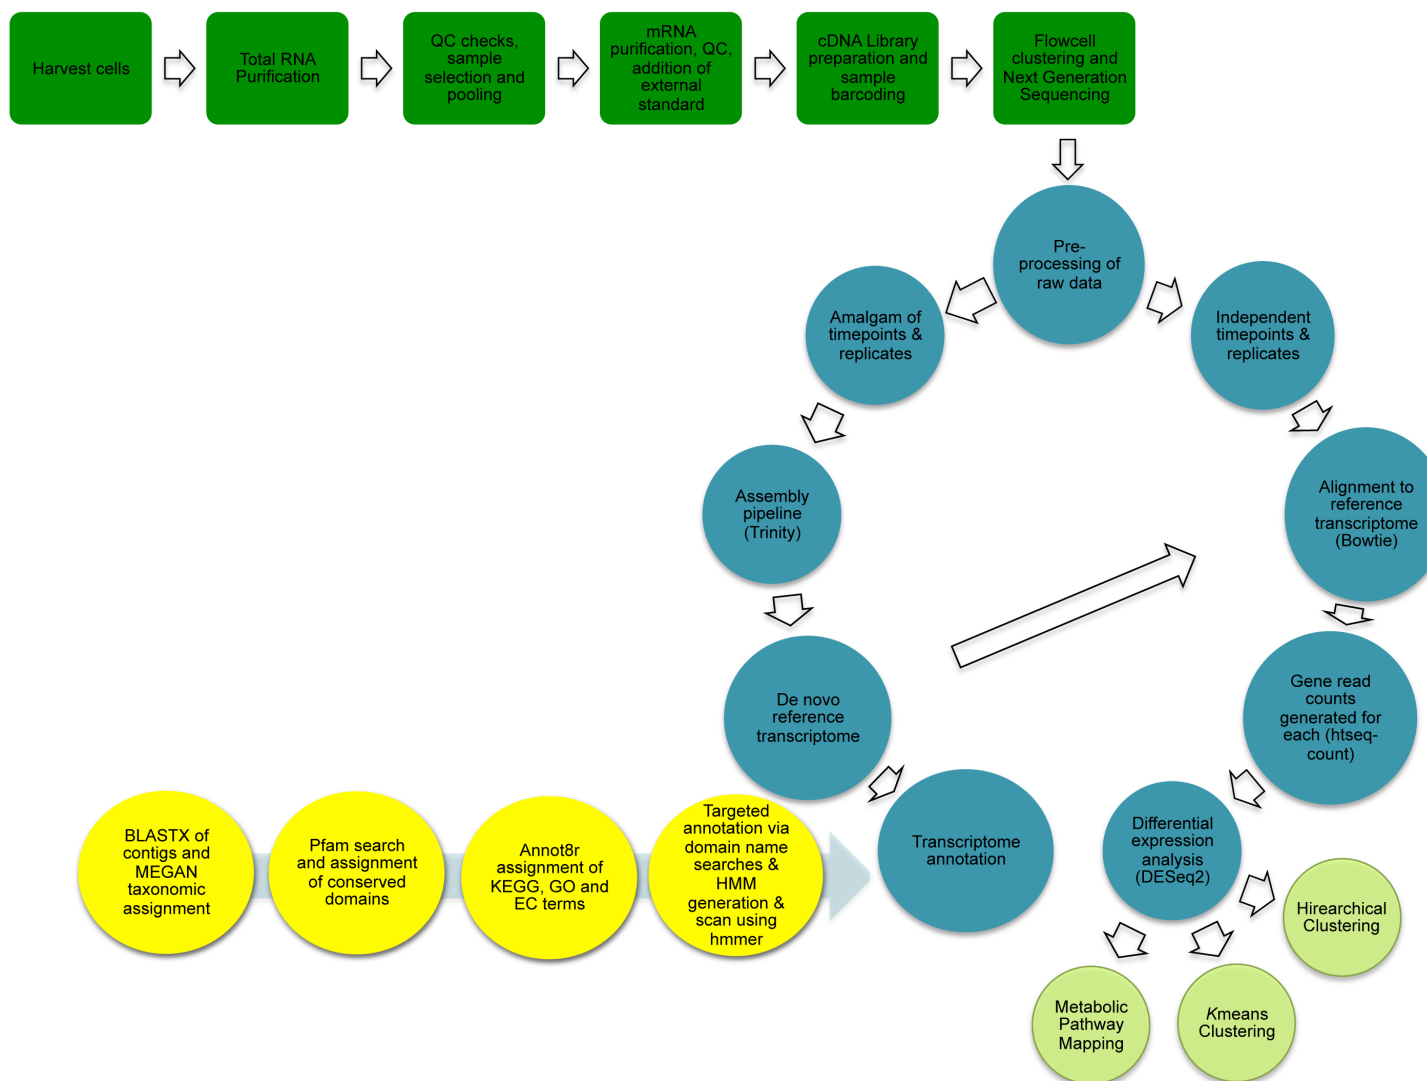 Harvest cells
Total RNA
Purification
QC checks,
sample
selection and
pooling
mRNA
purification, QC,
addition of
external
standard
cDNA Library
preparation and
sample
barcoding
Flowcell
clustering and
Next Generation
Sequencing
Pre-
processing of
raw data
Amalgam of
timepoints &
replicates
Independent
timepoints &
replicates
Assembly
pipeline
(Trinity)
Alignment to
reference
transcriptome
(Bowtie)
De novo
reference
transcriptome
Gene read
counts
generated for
each (htseq-
count)
BLASTX of
contigs and
MEGAN
taxonomic
assignment
Pfam search
and assignment
of conserved
domains
Annot8r
assignment of
KEGG, GO and
EC terms
Targeted
annotation via
domain name
searches &
HMM
generation &
scan using
hmmer
Transcriptome
annotation
Differential
expression
analysis
(DESeq2)
Hirearchical
Clustering
Metabolic
Pathway
Mapping
Kmeans
Clustering